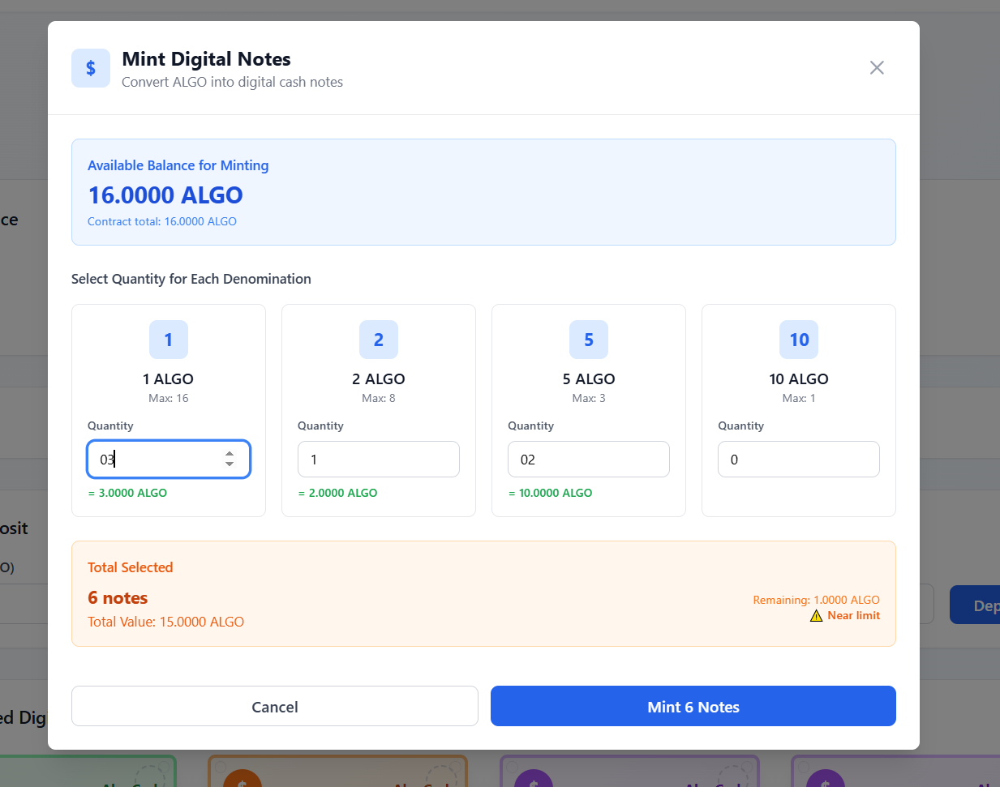 $
Mint Digital Notes
Convert ALGO into digital cash notes
Available Balance for Minting
16.0000 ALGO
Contract total: 16.0000 ALGO
ce
Select Quantity for Each Denomination
1
1 ALGO
Max: 16
Quantity
03
= 3.0000 ALGO
2
2 ALGO
Max: 8
Quantity
1
= 2.0000 ALGO
5
5 ALGO
Max: 3
Quantity
02
= 10.0000 ALGO
10
10 ALGO
Max: 1
Quantity
0
osit
O)
Total Selected
6 notes
Total Value: 15.0000 ALGO
Remaining: 1.0000 ALGO
Near limit
Dep
Cancel
Mint 6 Notes
ed Dig